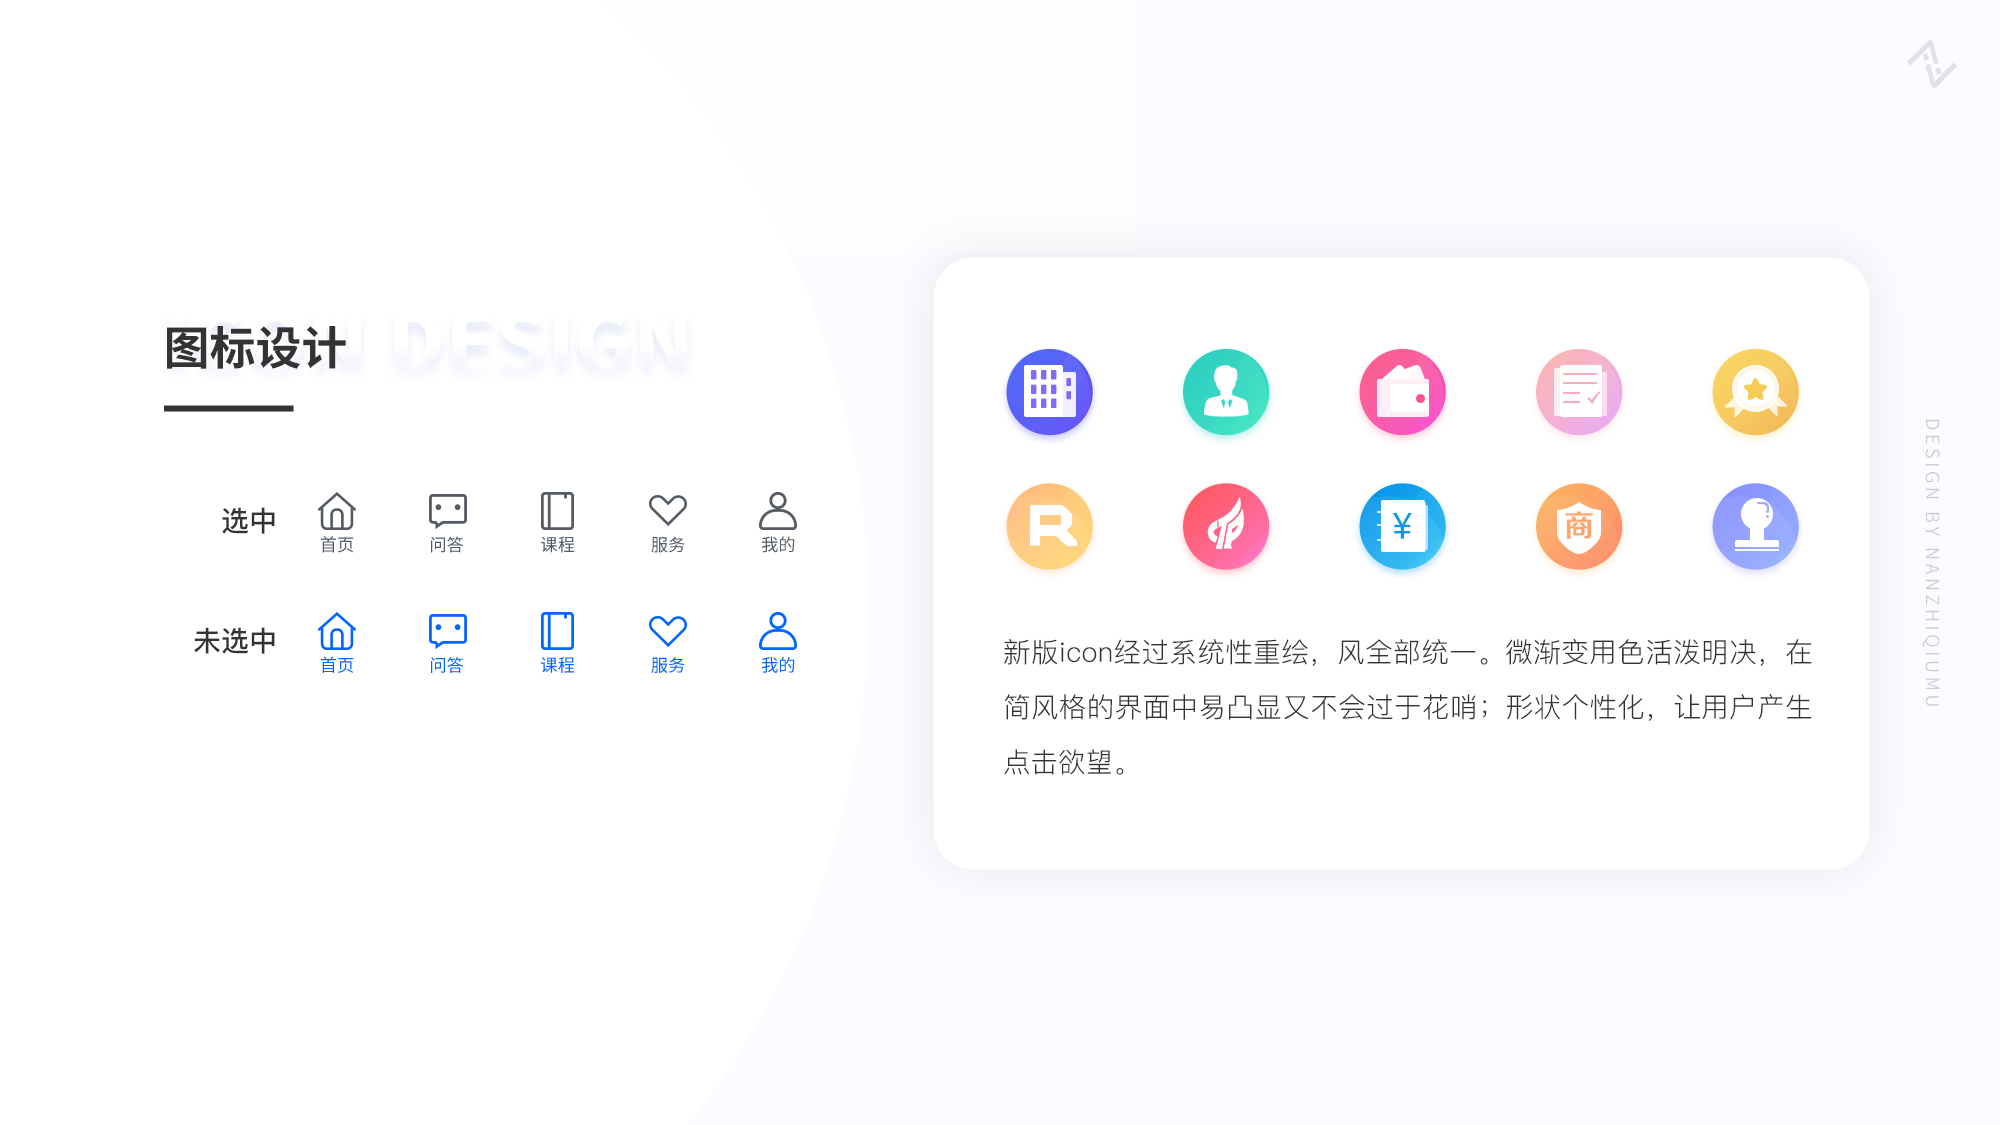 图标设计
ICON DESIGN
选中
首页
问答
课程
服务
我的
未选中
首页
问答
课程
服务
我的
R
¥
商
新版icon经过系统性重绘，风全部统一。微渐变用色活泼明决，在
简风格的界面中易凸显又不会过于花哨；形状个性化，让用户产生
点击欲望。
DESIGN BY NANZHIQIUMU